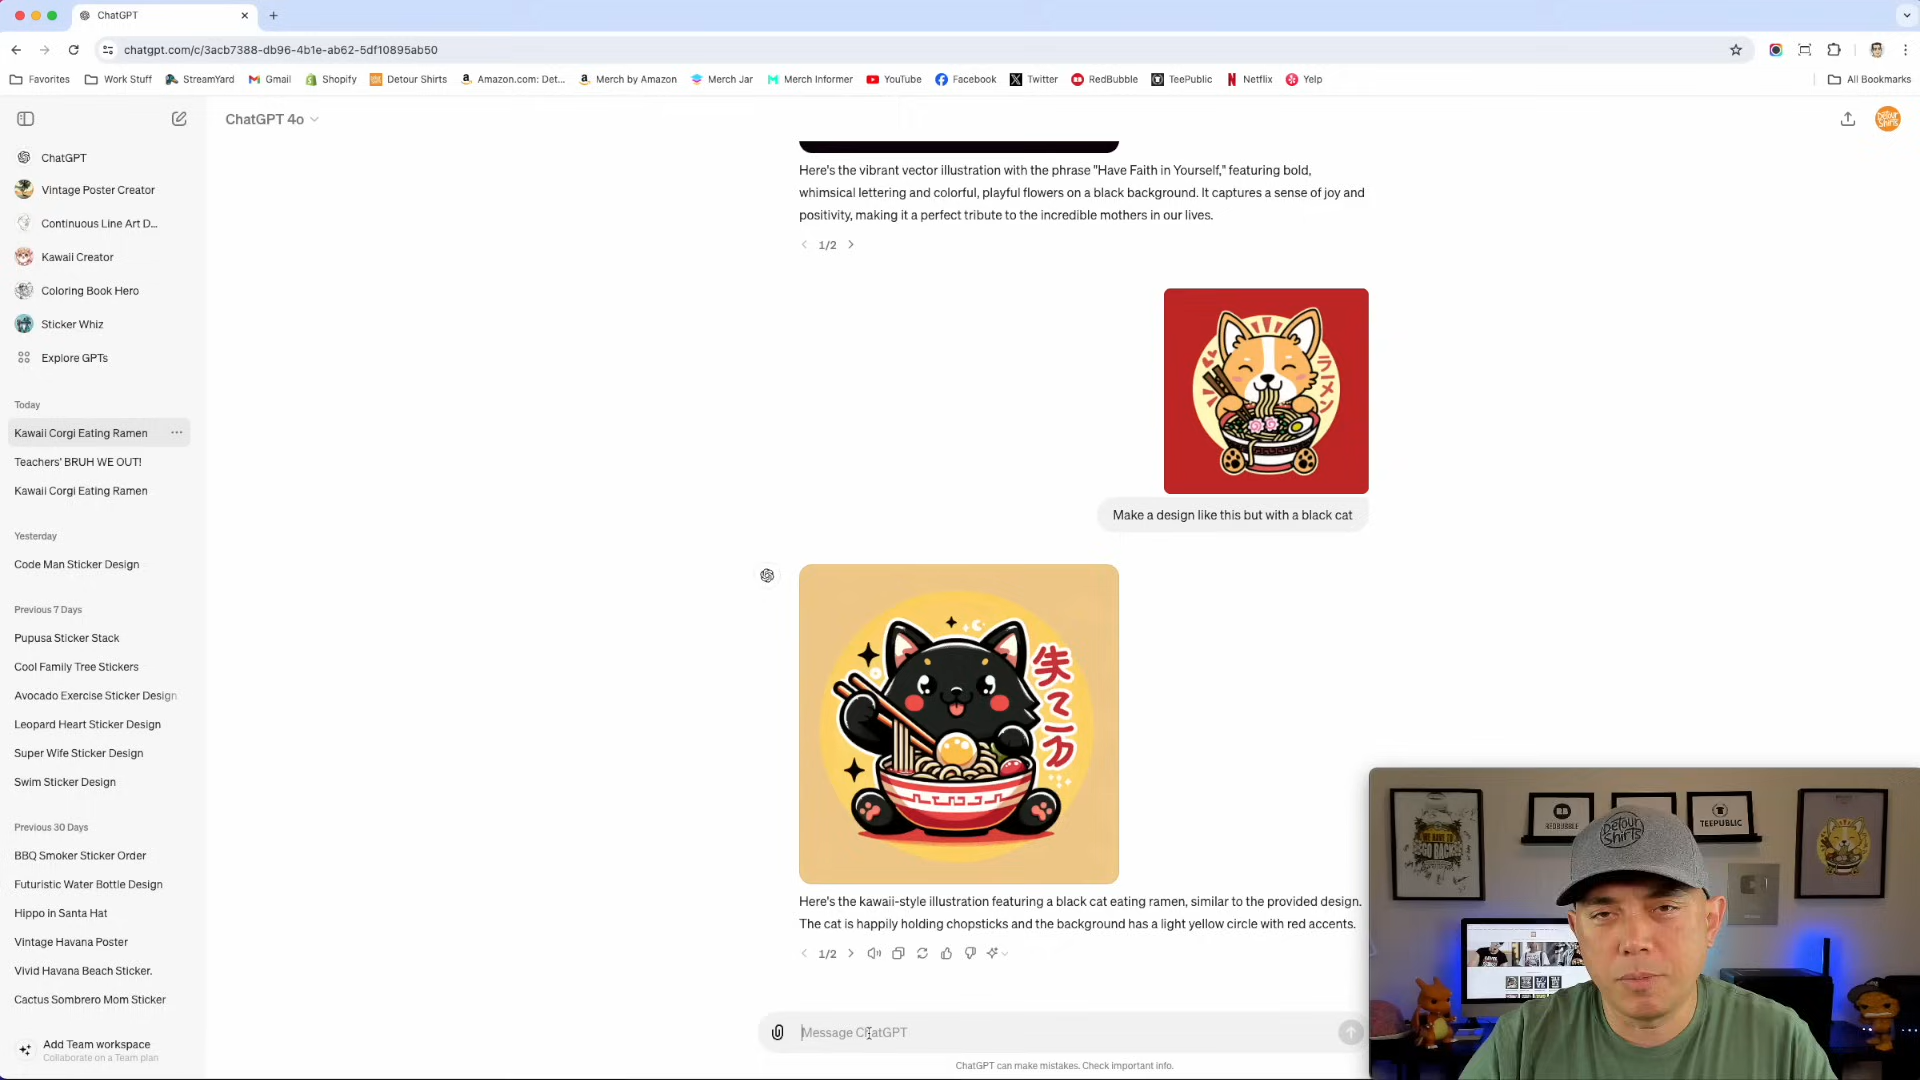 ChatGPT
chatgpt.com/c/3acb7388-db96-4b1e-ab62-5df10895ab50
Favorites
Work Stuff
StreamYard
Gmail
Shopify
Detour Shirts
Amazon.com: Det...
Merch by Amazon
Merch Jar
Merch Informer
YouTube
Facebook
Twitter
RedBubble
TeePublic
Netflix
Yelp
All Bookmarks
ChatGPT
Vintage Poster Creator
Continuous Line Art D...
Kawaii Creator
Coloring Book Hero
Sticker Whiz
Explore GPTs
Today
Kawaii Corgi Eating Ramen
Teachers' BRUH WE OUT!
Kawaii Corgi Eating Ramen
Yesterday
Code Man Sticker Design
Previous 7 Days
Pupusa Sticker Stack
Cool Family Tree Stickers
Avocado Exercise Sticker Design
Leopard Heart Sticker Design
Super Wife Sticker Design
Swim Sticker Design
Previous 30 Days
BBQ Smoker Sticker Order
Futuristic Water Bottle Design
Hippo in Santa Hat
Vintage Havana Poster
Vivid Havana Beach Sticker.
Cactus Sombrero Mom Sticker
Add Team workspace
Collaborate on a Team plan
ChatGPT 4o
DETOUR SHIRTS
Here's the vibrant vector illustration with the phrase "Have Faith in Yourself," featuring bold,
whimsical lettering and colorful, playful flowers on a black background. It captures a sense of joy and
positivity, making it a perfect tribute to the incredible mothers in our lives.
1/2
ラーメン
Make a design like this but with a black cat
Here's the kawaii-style illustration featuring a black cat eating ramen, similar to the provided design.
The cat is happily holding chopsticks and the background has a light yellow circle with red accents.
1/2
Message ChatGPT
ChatGPT can make mistakes. Check important info.
REDBUBBLE
TEEPUBLIC
DETOUR SHIRTS